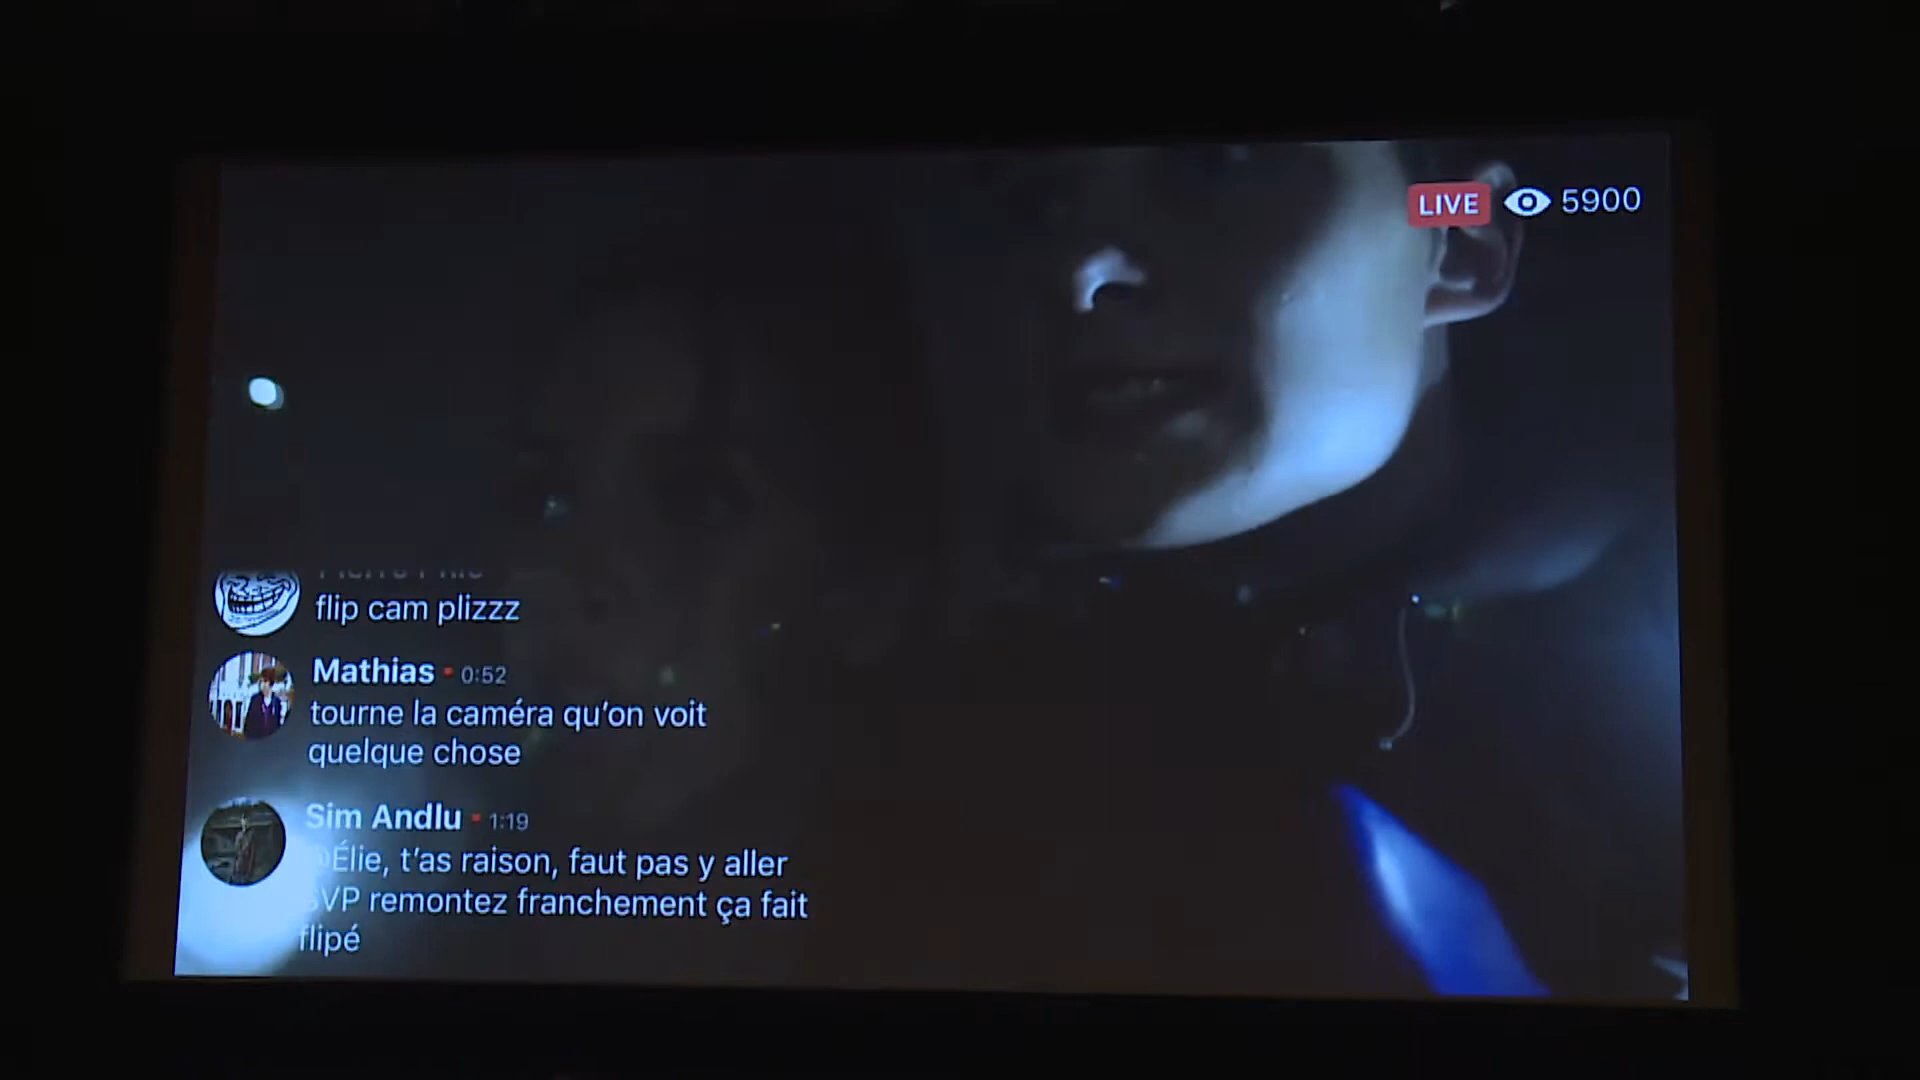 LIVE 5900
flip cam plizzz
Mathias • 0:52
tourne la caméra qu'on voit
quelque chose
Sim Andlu • 1:19
@Élie, t'as raison, faut pas y aller
SVP remontez franchement ça fait
flipé